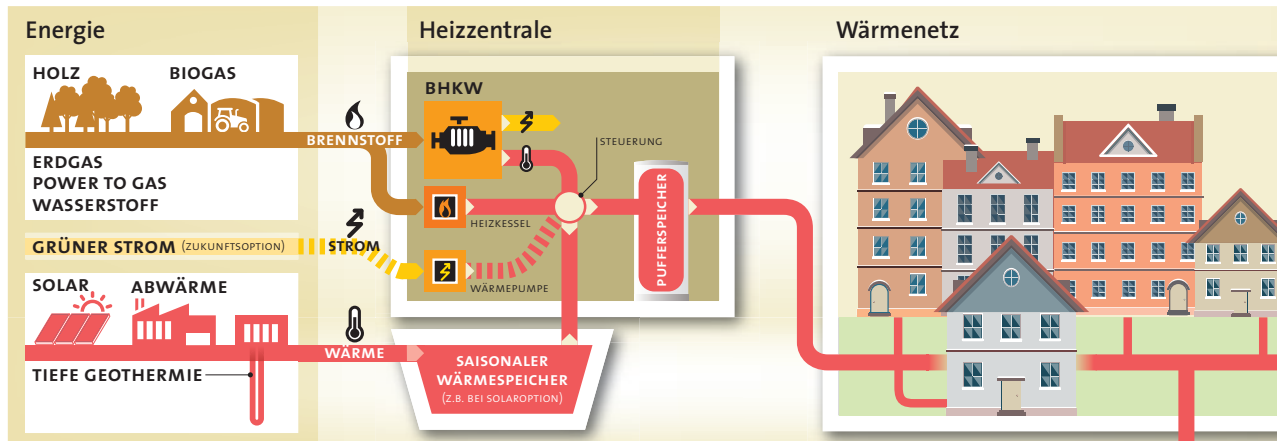 Energie
HOLZ
BIOGAS
BRENNSTOFF
ERDGAS
POWER TO GAS
WASSERSTOFF
GRÜNER STROM (ZUKUNFTSOPTION)
STROM
SOLAR
ABWÄRME
WÄRME
TIEFE GEOTHERMIE
Heizzentrale
BHKW
STEUERUNG
HEIZKESSEL
WÄRMEPUMPE
PUFFERSPEICHER
SAISONALER
WÄRMESPEICHER
(Z.B. BEI SOLAROPTION)
Wärmenetz